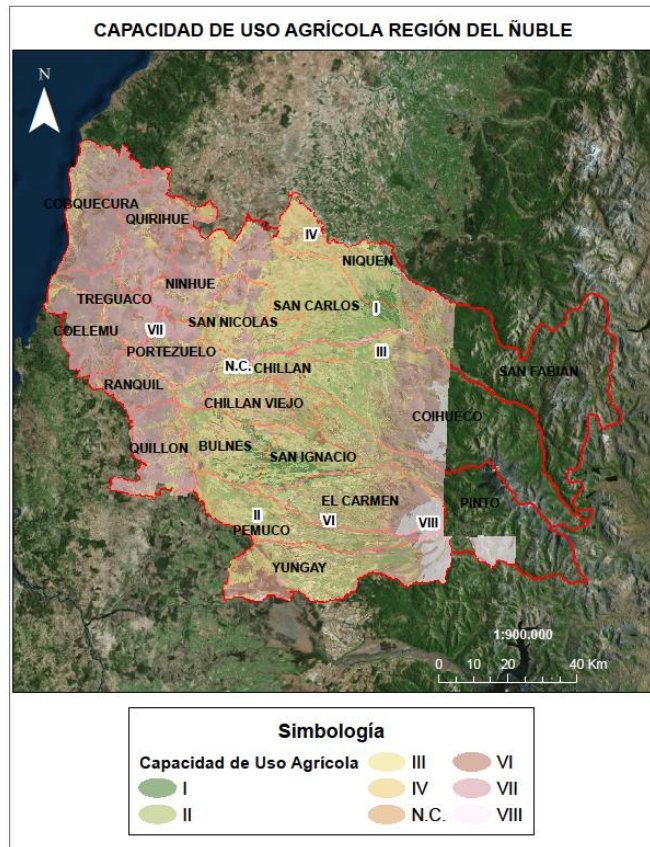 CAPACIDAD DE USO AGRÍCOLA REGIÓN DEL ÑUBLE
N
COBQUECURA
QUIRIHUE
IV
NIQUEN
NINHUE
TREGUACO
SAN CARLOS
I
COELEMU
VII
SAN NICOLAS
PORTEZUELO
III
N.C.
CHILLAN
SAN FABIAN
RANQUIL
CHILLAN VIEJO
COIHUECO
QUILLON
BULNES
SAN IGNACIO
EL CARMEN
PINTO
II
VI
VIII
PEMUCO
YUNGAY
1:900.000
0 10 20 40 Km
Simbología
Capacidad de Uso Agrícola
I
II
III
IV
N.C.
VI
VII
VIII